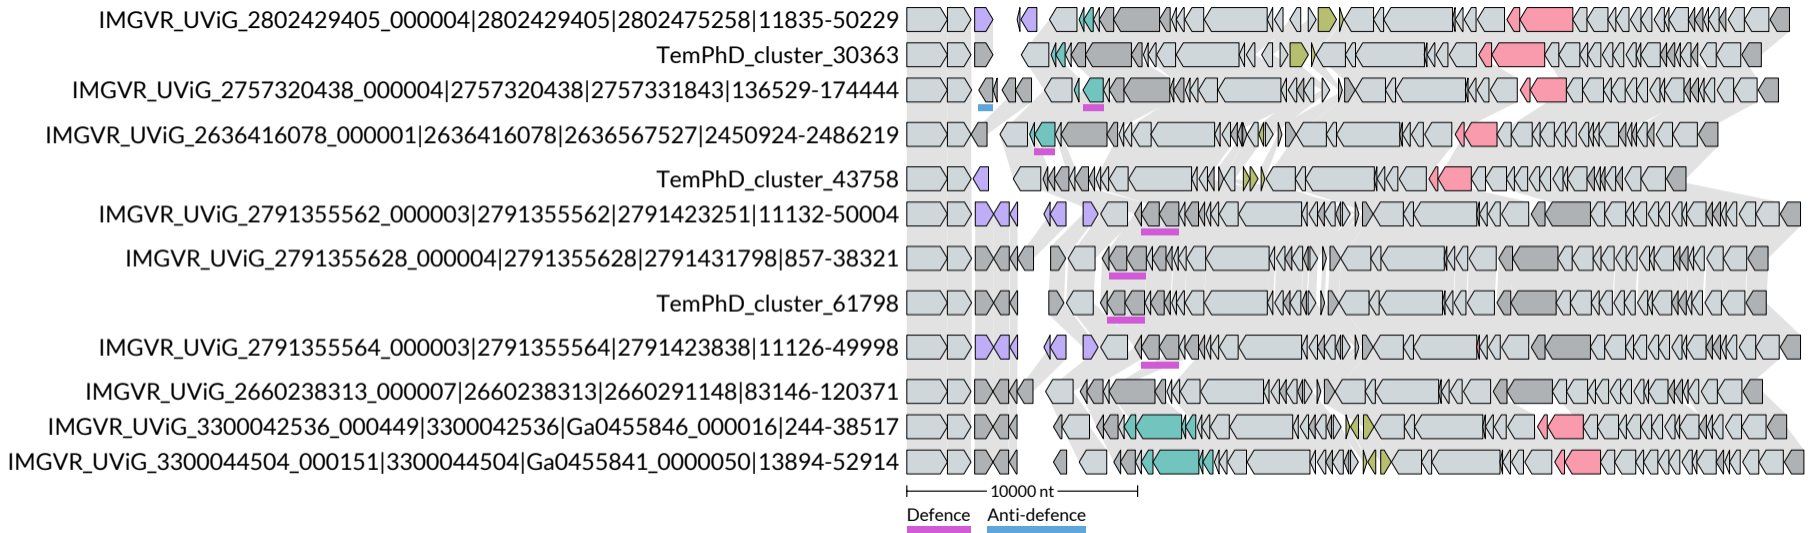 IMGVR_UViG_2802429405_000004|2802429405|2802475258|11835-50229
TemPhD_cluster_30363
IMGVR_UViG_2757320438_000004|2757320438|2757331843|136529-174444
IMGVR_UViG_2636416078_000001|2636416078|2636567527|2450924-2486219
TemPhD_cluster_43758
IMGVR_UViG_2791355562_000003|2791355562|2791423251|11132-50004
IMGVR_UViG_2791355628_000004|2791355628|2791431798|857-38321
TemPhD_cluster_61798
IMGVR_UViG_2791355564_000003|2791355564|2791423838|11126-49998
IMGVR_UViG_2660238313_000007|2660238313|2660291148|83146-120371
IMGVR_UViG_3300042536_000449|3300042536|Ga0455846_000016|244-38517
IMGVR_UViG_3300044504_000151|3300044504|Ga0455841_0000050|13894-52914
10000 nt
Defence Anti-defence